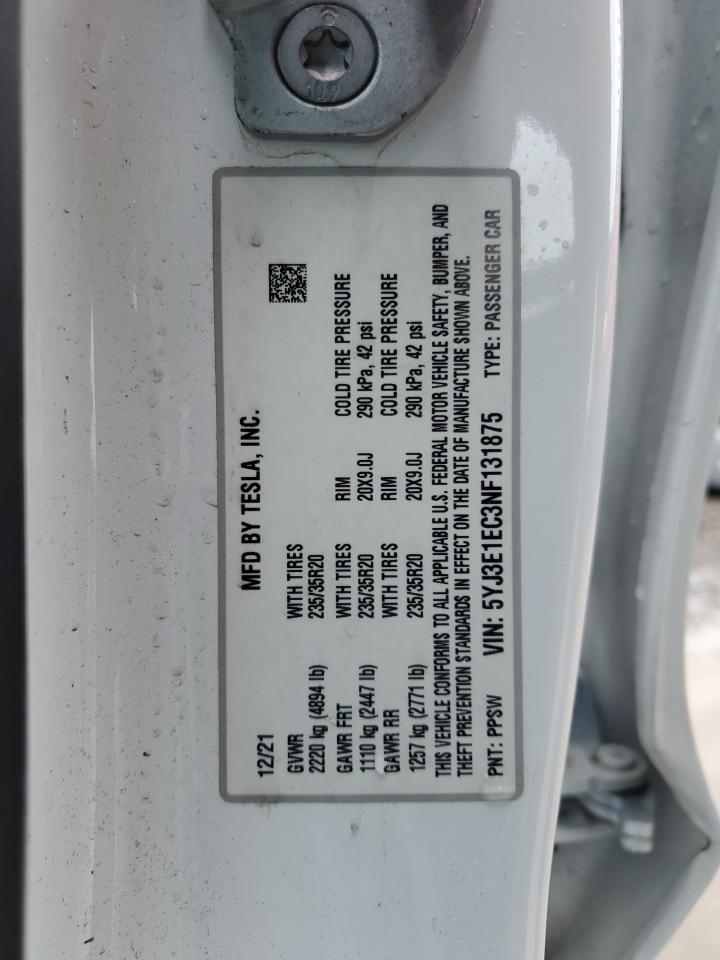 12/21 MFD BY TESLA, INC.
GVWR WITH TIRES
2220 kg (4894 lb) 235/35R20
GAWR FRT WITH TIRES RIM COLD TIRE PRESSURE
1110 kg (2447 lb) 235/35R20 20X9.0J 290 kPa, 42 psi
GAWR RR WITH TIRES RIM COLD TIRE PRESSURE
1257 kg (2771 lb) 235/35R20 20X9.0J 290 kPa, 42 psi
THIS VEHICLE CONFORMS TO ALL APPLICABLE U.S. FEDERAL MOTOR VEHICLE SAFETY, BUMPER, AND
THEFT PREVENTION STANDARDS IN EFFECT ON THE DATE OF MANUFACTURE SHOWN ABOVE.
PNT: PPSW VIN: 5YJ3E1EC3NF131875 TYPE: PASSENGER CAR